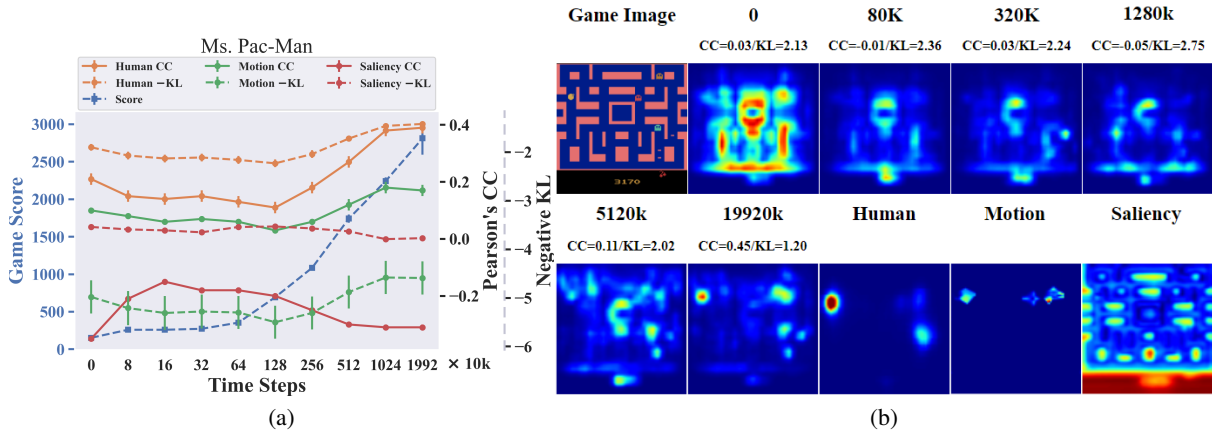 Ms. Pac-Man
Human CC
Human −KL
Score
Motion CC
Motion −KL
Saliency CC
Saliency −KL
Game Score
3000
2500
2000
1500
1000
500
0
0 8 16 32 64 128 256 512 1024 1992 × 10k
Time Steps
0.4
0.2
0.0
−0.2
Pearson's CC
−2
−3
−4
−5
−6
Negative KL
(a)
Game Image 0 80K 320K 1280k
CC=0.03/KL=2.13 CC=-0.01/KL=2.36 CC=0.03/KL=2.24 CC=-0.05/KL=2.75
3170
5120k 19920k Human Motion Saliency
CC=0.11/KL=2.02 CC=0.45/KL=1.20
(b)